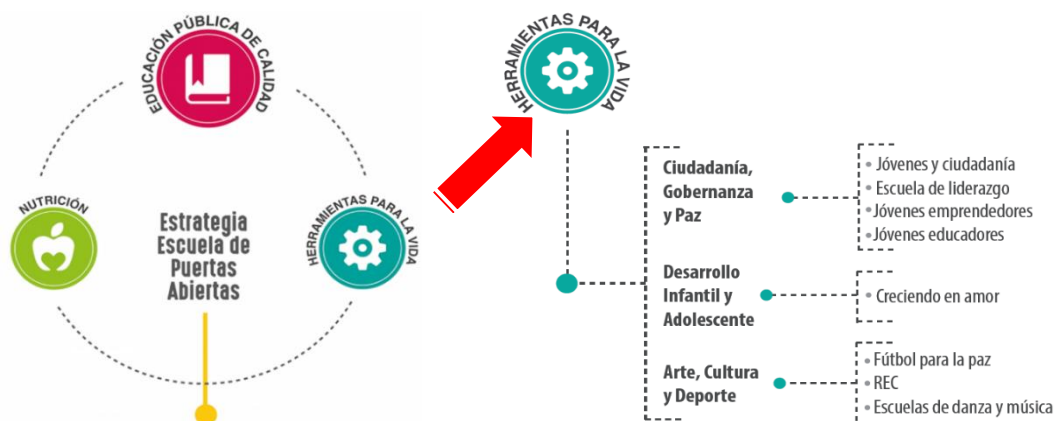 EDUCACIÓN PÚBLICA DE CALIDAD
NUTRICIÓN
HERRAMIENTAS PARA LA VIDA
Estrategia
Escuela de
Puertas
Abiertas
HERRAMIENTAS PARA LA VIDA
Ciudadanía,
Gobernanza
y Paz
• Jóvenes y ciudadanía
• Escuela de liderazgo
• Jóvenes emprendedores
• Jóvenes educadores
Desarrollo
Infantil y
Adolescente
• Creciendo en amor
Arte, Cultura
y Deporte
• Fútbol para la paz
• REC
• Escuelas de danza y música